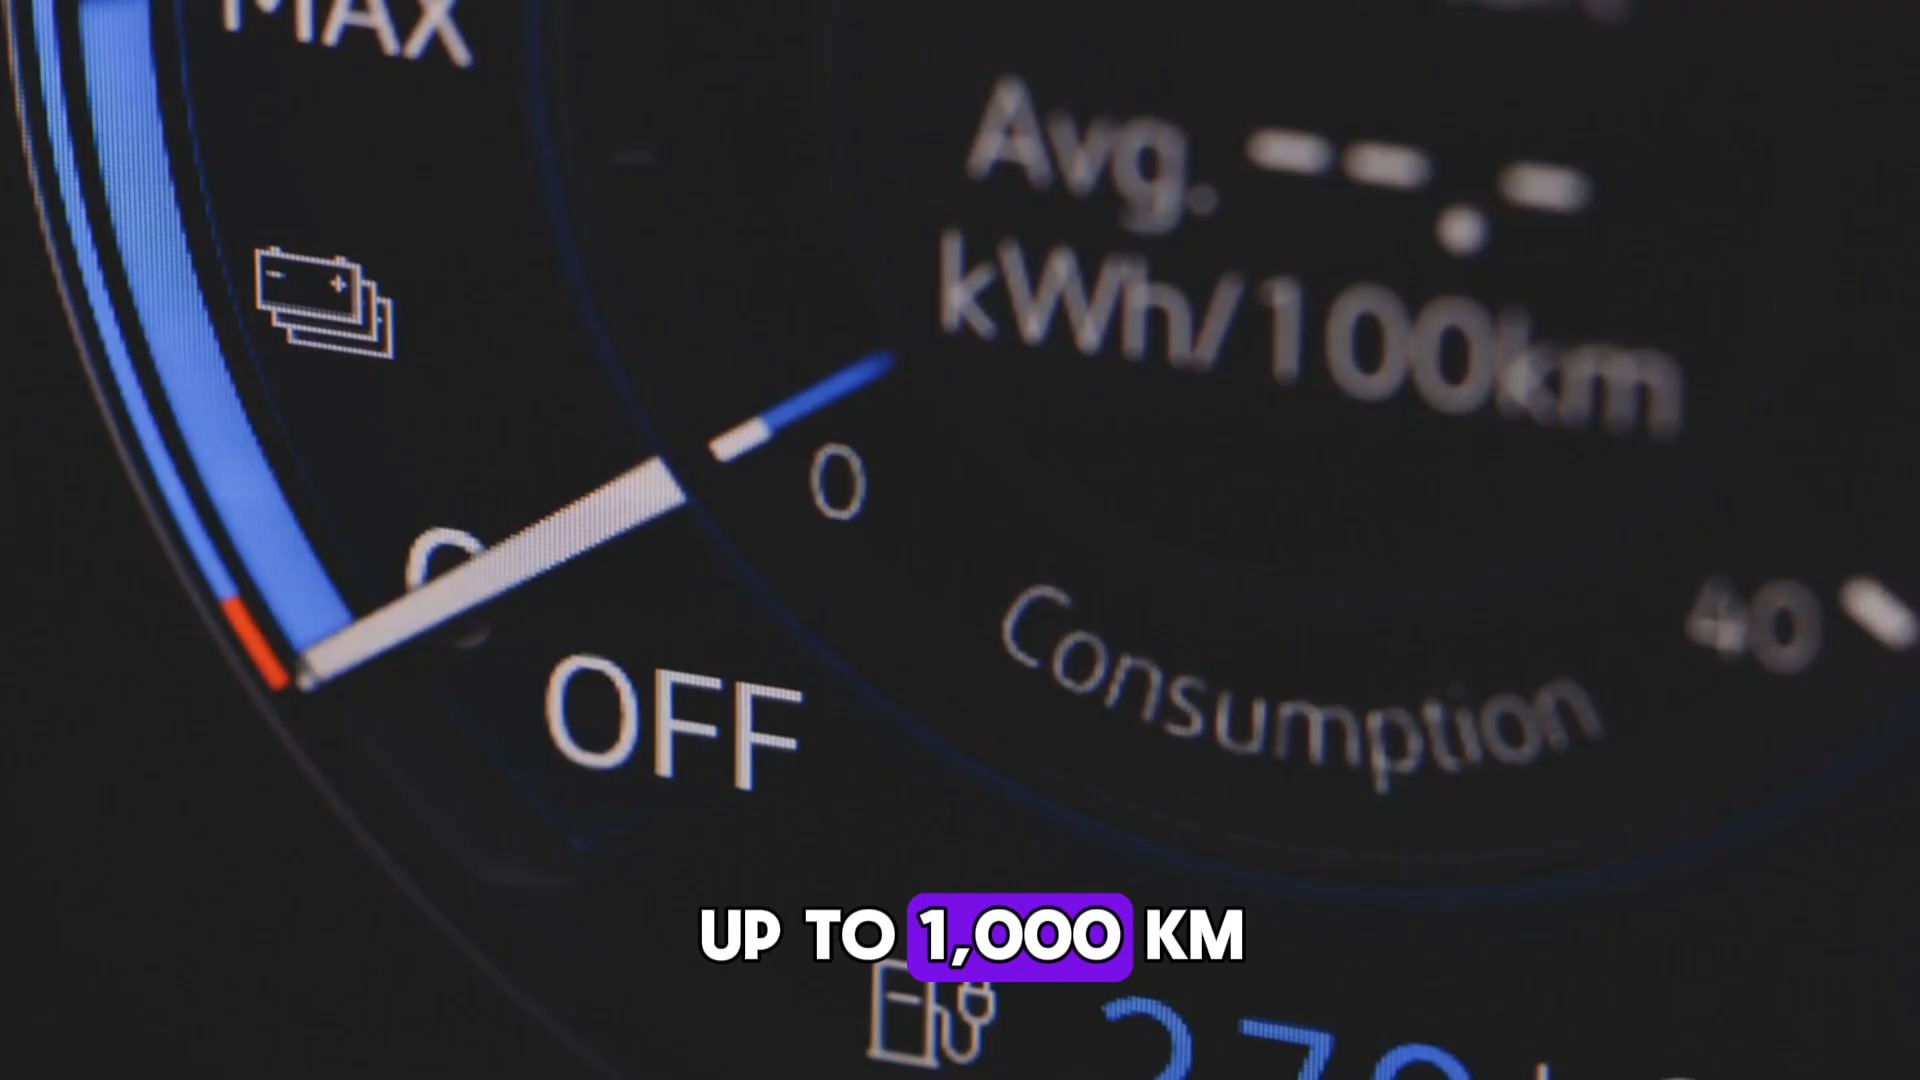 MAX
Avg. --.-
kWh/100km
0
OFF
Consumption
40
UP TO 1,000 KM